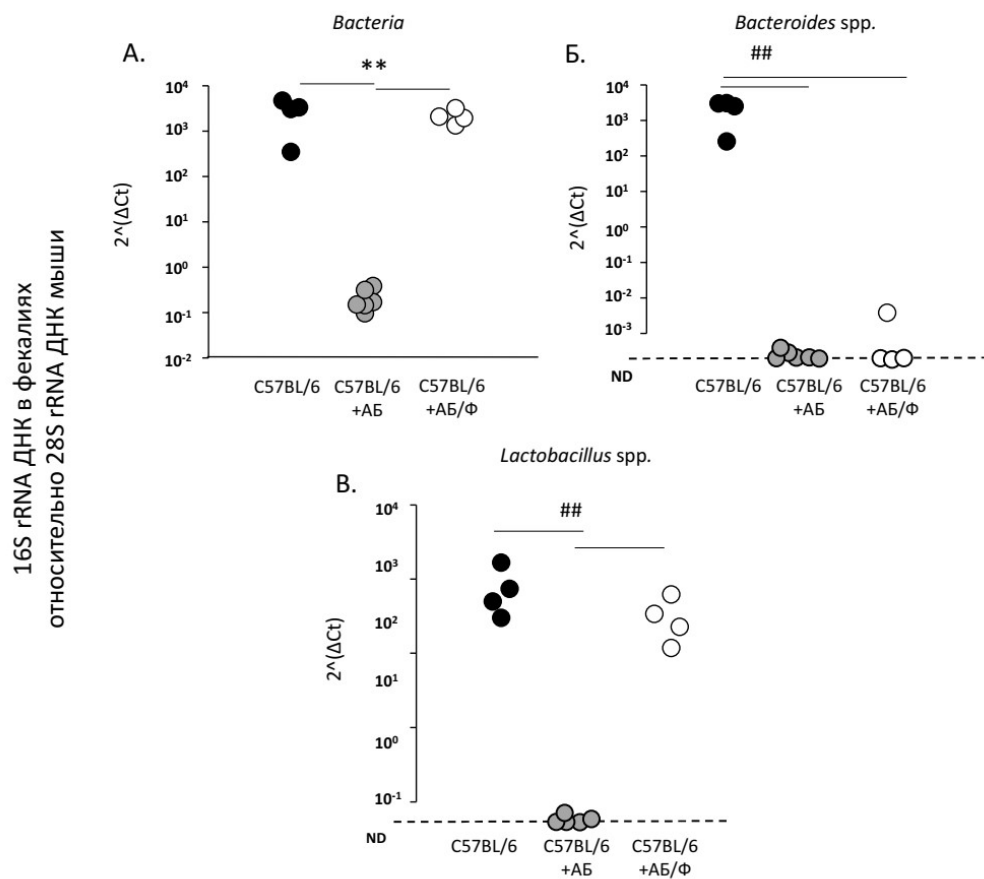 16S rRNA ДНК в фекалиях
относительно 28S rRNA ДНК мыши
А.
Bacteria
**
2^(ΔCt)
10⁴
10³
10²
10¹
10⁰
10⁻¹
10⁻²
C57BL/6
C57BL/6
+АБ
C57BL/6
+АБ/Ф
Б.
Bacteroides spp.
##
2^(ΔCt)
10⁴
10³
10²
10¹
10⁰
10⁻¹
10⁻²
10⁻³
ND
C57BL/6
C57BL/6
+АБ
C57BL/6
+АБ/Ф
В.
Lactobacillus spp.
##
2^(ΔCt)
10⁴
10³
10²
10¹
10⁰
10⁻¹
ND
C57BL/6
C57BL/6
+АБ
C57BL/6
+АБ/Ф